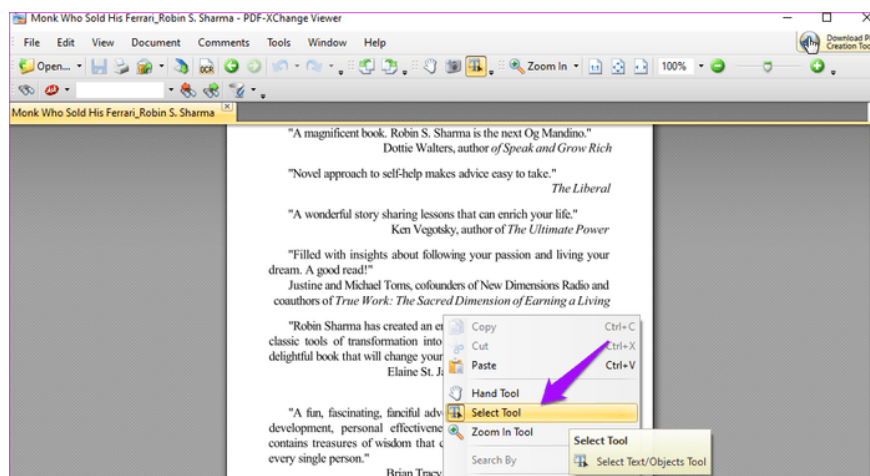 Monk Who Sold His Ferrari_Robin S. Sharma - PDF-XChange Viewer
File Edit View Document Comments Tools Window Help
Download
Creation
Open... OCR Zoom In 100%
Monk Who Sold His Ferrari_Robin S. Sharma
"A magnificent book. Robin S. Sharma is the next Og Mandino."
Dottie Walters, author of Speak and Grow Rich
"Novel approach to self-help makes advice easy to take."
The Liberal
"A wonderful story sharing lessons that can enrich your life."
Ken Vegotsky, author of The Ultimate Power
"Filled with insights about following your passion and living your
dream. A good read!"
Justine and Michael Toms, cofounders of New Dimensions Radio and
coauthors of True Work: The Sacred Dimension of Earning a Living
"Robin Sharma has created an
classic tools of transformation into
delightful book that will change your
Elaine St.
"A fun, fascinating, fanciful
development, personal
contains treasures of wisdom that
every single person."
Brian Tracy
Copy Ctrl+C
Cut Ctrl+X
Paste Ctrl+V
Hand Tool
Select Tool
Zoom In Tool
Search By
Select Tool
Select Text/Objects Tool